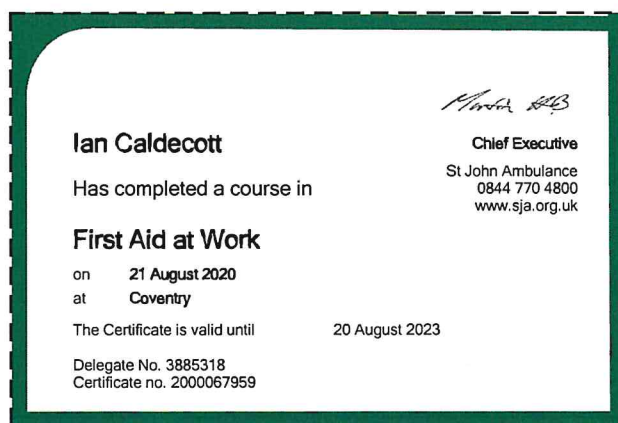 Ian Caldecott
Has completed a course in
First Aid at Work
on 21 August 2020
at Coventry
The Certificate is valid until 20 August 2023
Delegate No. 3885318
Certificate no. 2000067959
Chief Executive
St John Ambulance
0844 770 4800
www.sja.org.uk